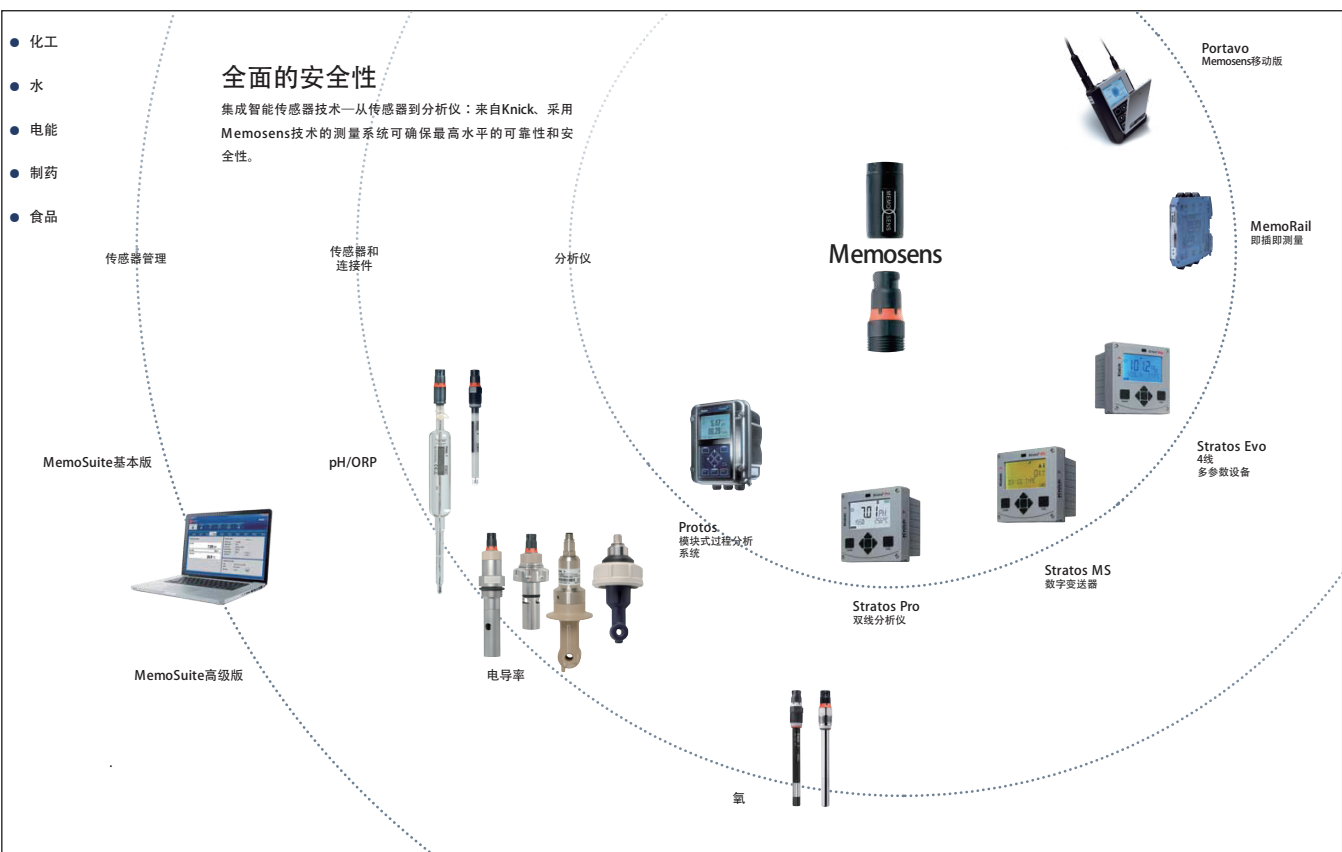 化工
水
电能
制药
食品
全面的安全性
集成智能传感器技术—从传感器到分析仪：来自Knick、采用
Memosens技术的测量系统可确保最高水平的可靠性和安
全性。
传感器管理
传感器和
连接件
分析仪
MEMO SENS
Memosens
Portavo
Memosens移动版
MemoRail
即插即测量
Stratos Evo
4线
多参数设备
Stratos MS
数字变送器
Stratos Pro
双线分析仪
7.01 PH
Protos
模块式过程分析
系统
MemoSuite基本版
MemoSuite高级版
pH/ORP
电导率
氧